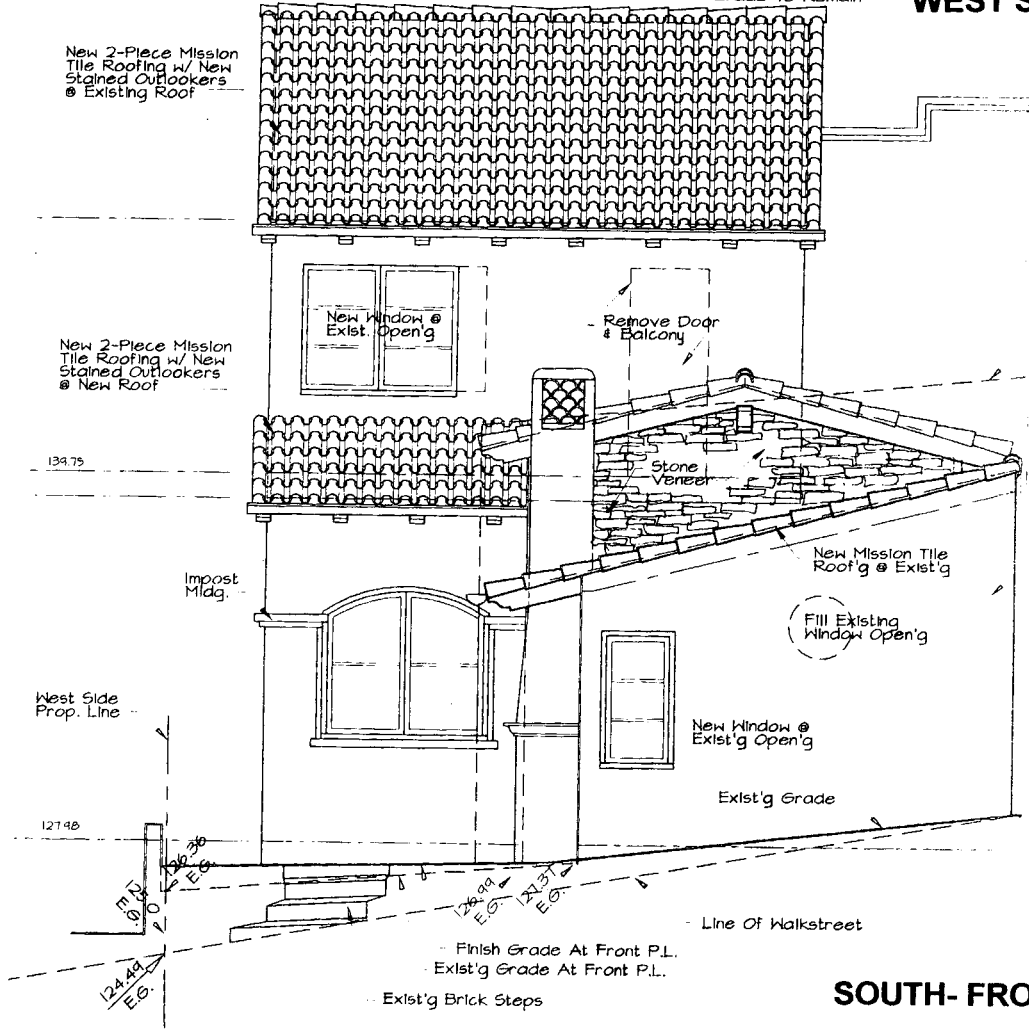 WEST S
New 2-Piece Mission
Tile Roofing w/ New
Stained Outlookers
@ Existing Roof
New Window @
Exist. Open'g
Remove Door
& Balcony
New 2-Piece Mission
Tile Roofing w/ New
Stained Outlookers
@ New Roof
139.75
Stone
Veneer
Impost
Mldg.
New Mission Tile
Roof'g @ Exist'g
Fill Existing
Window Open'g
West Side
Prop. Line
New Window @
Exist'g Open'g
Exist'g Grade
127.98
126.36
E.G.
E.G.
126.99
E.G.
127.37
E.G.
Line Of Walkstreet
Finish Grade At Front P.L.
Exist'g Grade At Front P.L.
124.49
E.G.
Exist'g Brick Steps
SOUTH- FRO